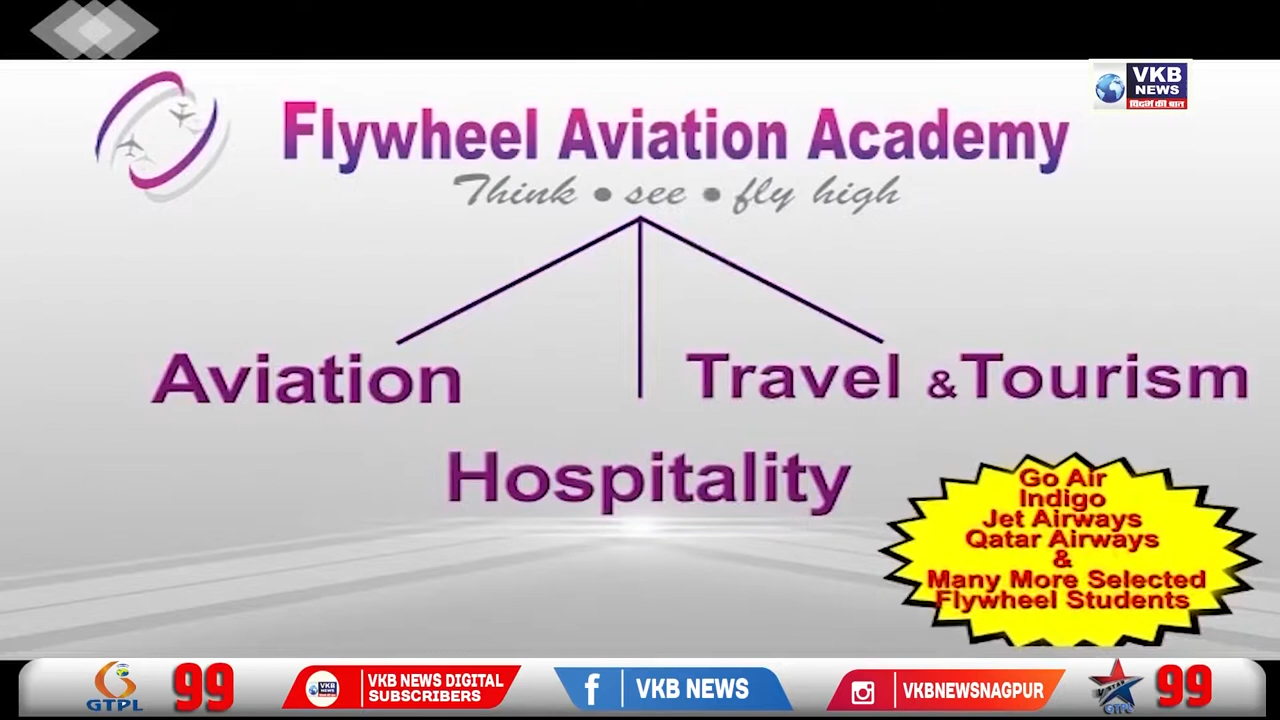 VKB
NEWS
विदर्भ की बात
Flywheel Aviation Academy
Think • see • fly high
Aviation
Travel & Tourism
Hospitality
Go Air
Indigo
Jet Airways
Qatar Airways
&
Many More Selected
Flywheel Students
GTPL
99
VKB NEWS DIGITAL
SUBSCRIBERS
VKB NEWS
VKBNEWSNAGPUR
GTPL
99